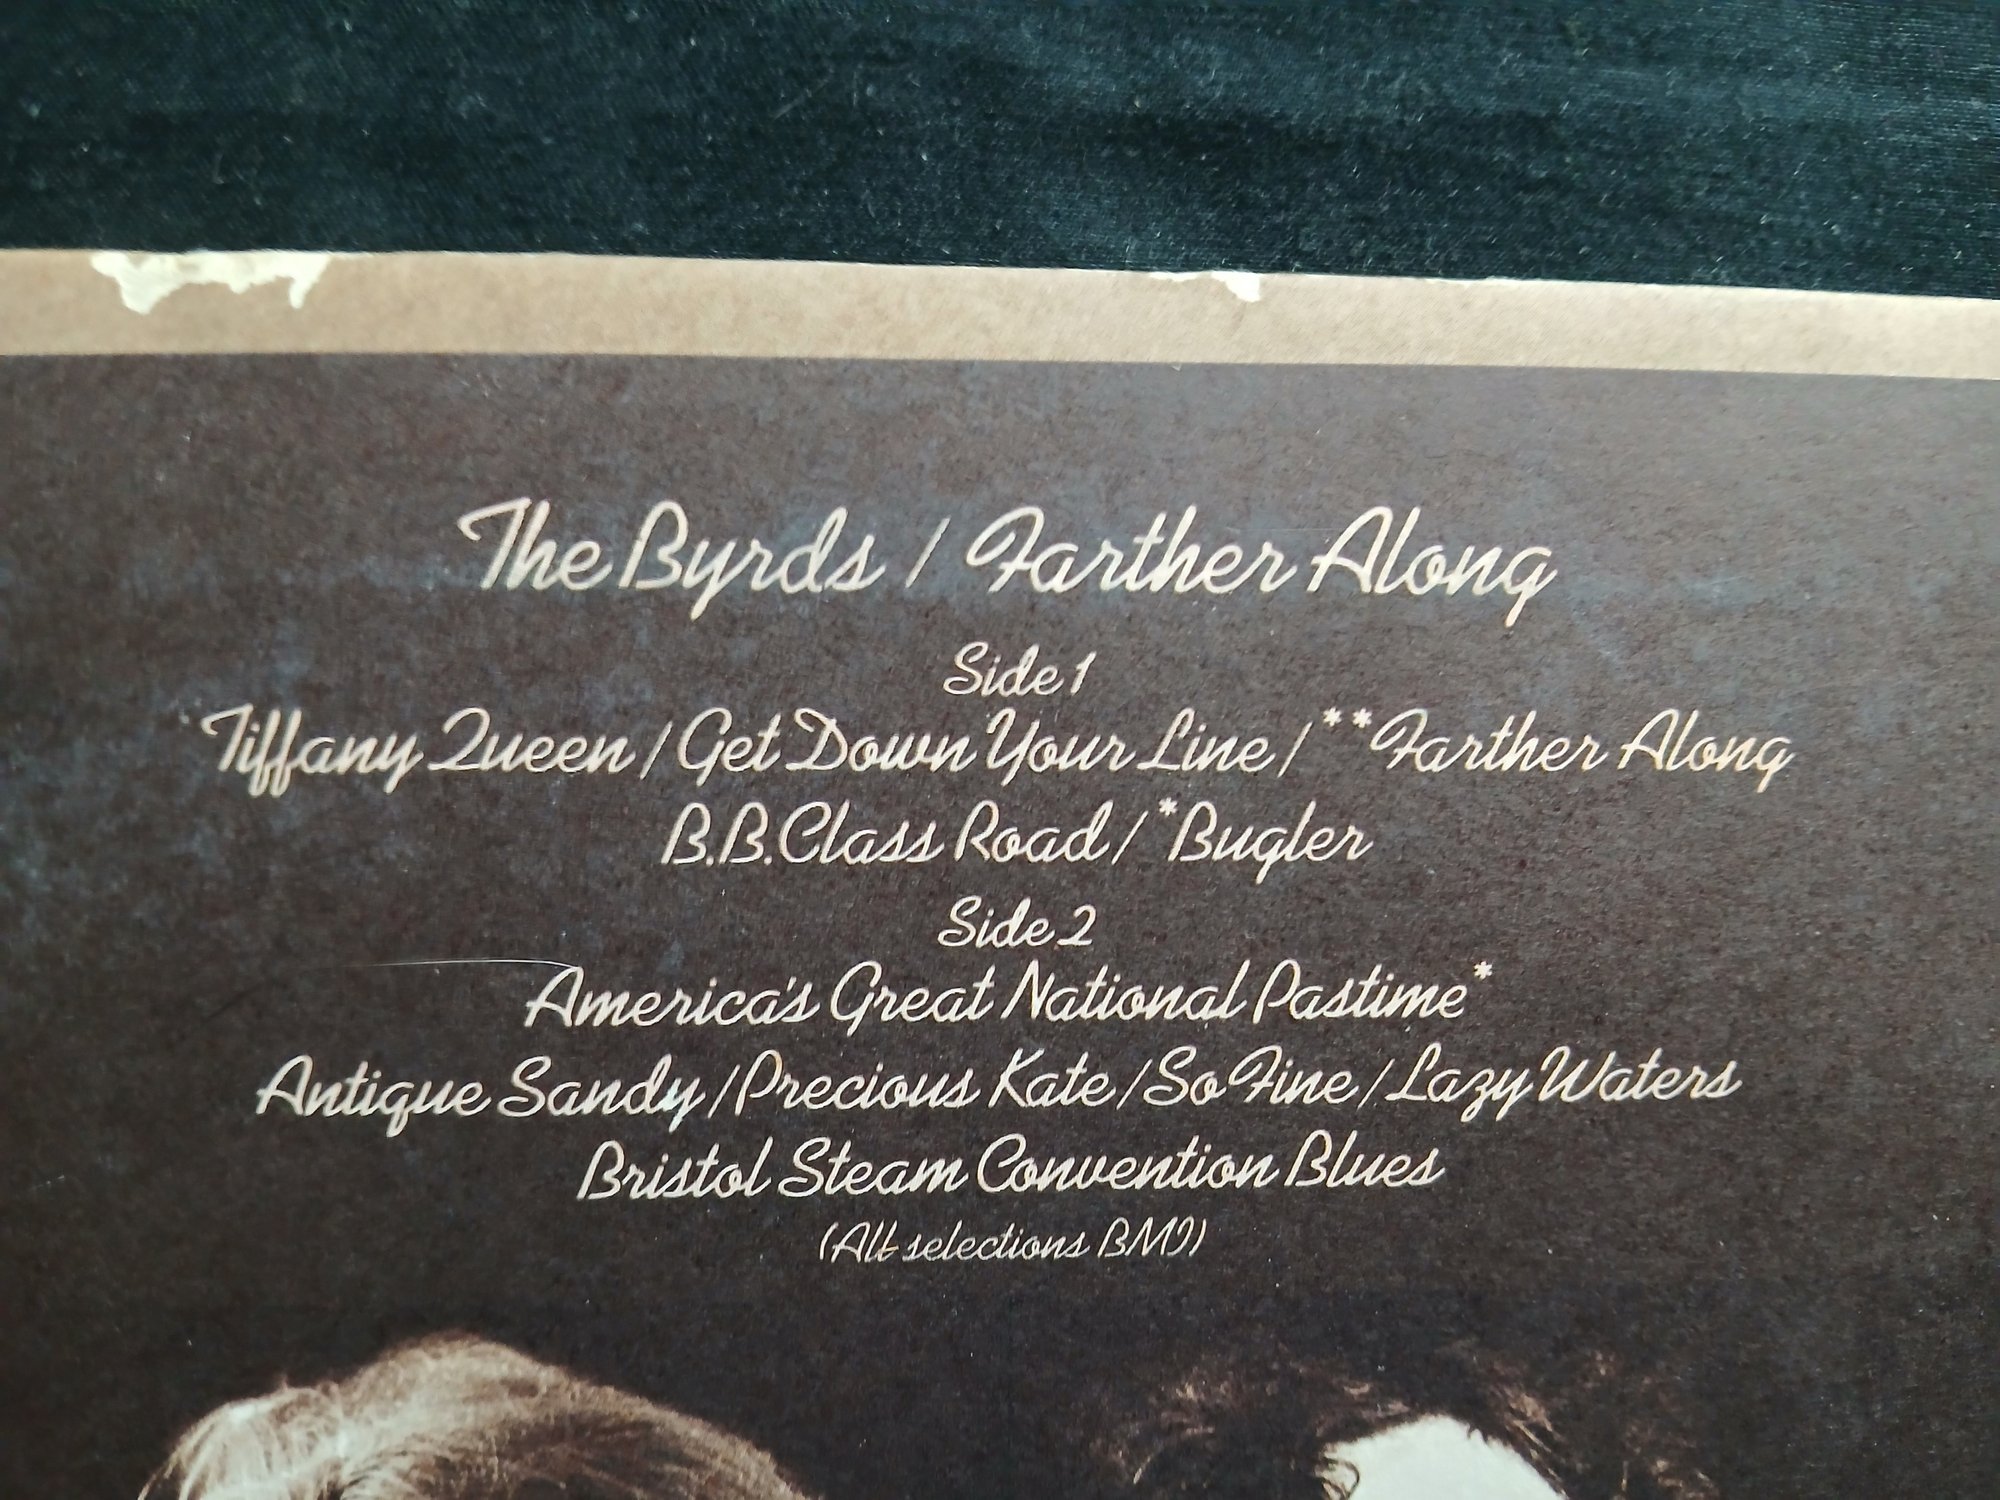 The Byrds / Farther Along
Side 1
Tiffany Queen / Get Down Your Line / **Farther Along
B.B. Class Road / *Bugler
Side 2
America's Great National Pastime*
Antique Sandy / Precious Kate / So Fine / Lazy Waters
Bristol Steam Convention Blues
(All selections BMI)